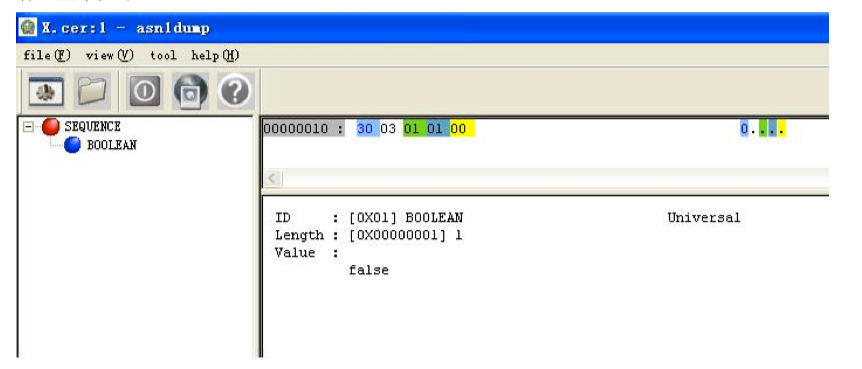 X.cer:1 - asn1dump
file(F) view(V) tool help(H)
SEQUENCE
BOOLEAN
00000010 : 30 03 01 01 00 0....
ID : [0X01] BOOLEAN Universal
Length : [0X00000001] 1
Value :
false